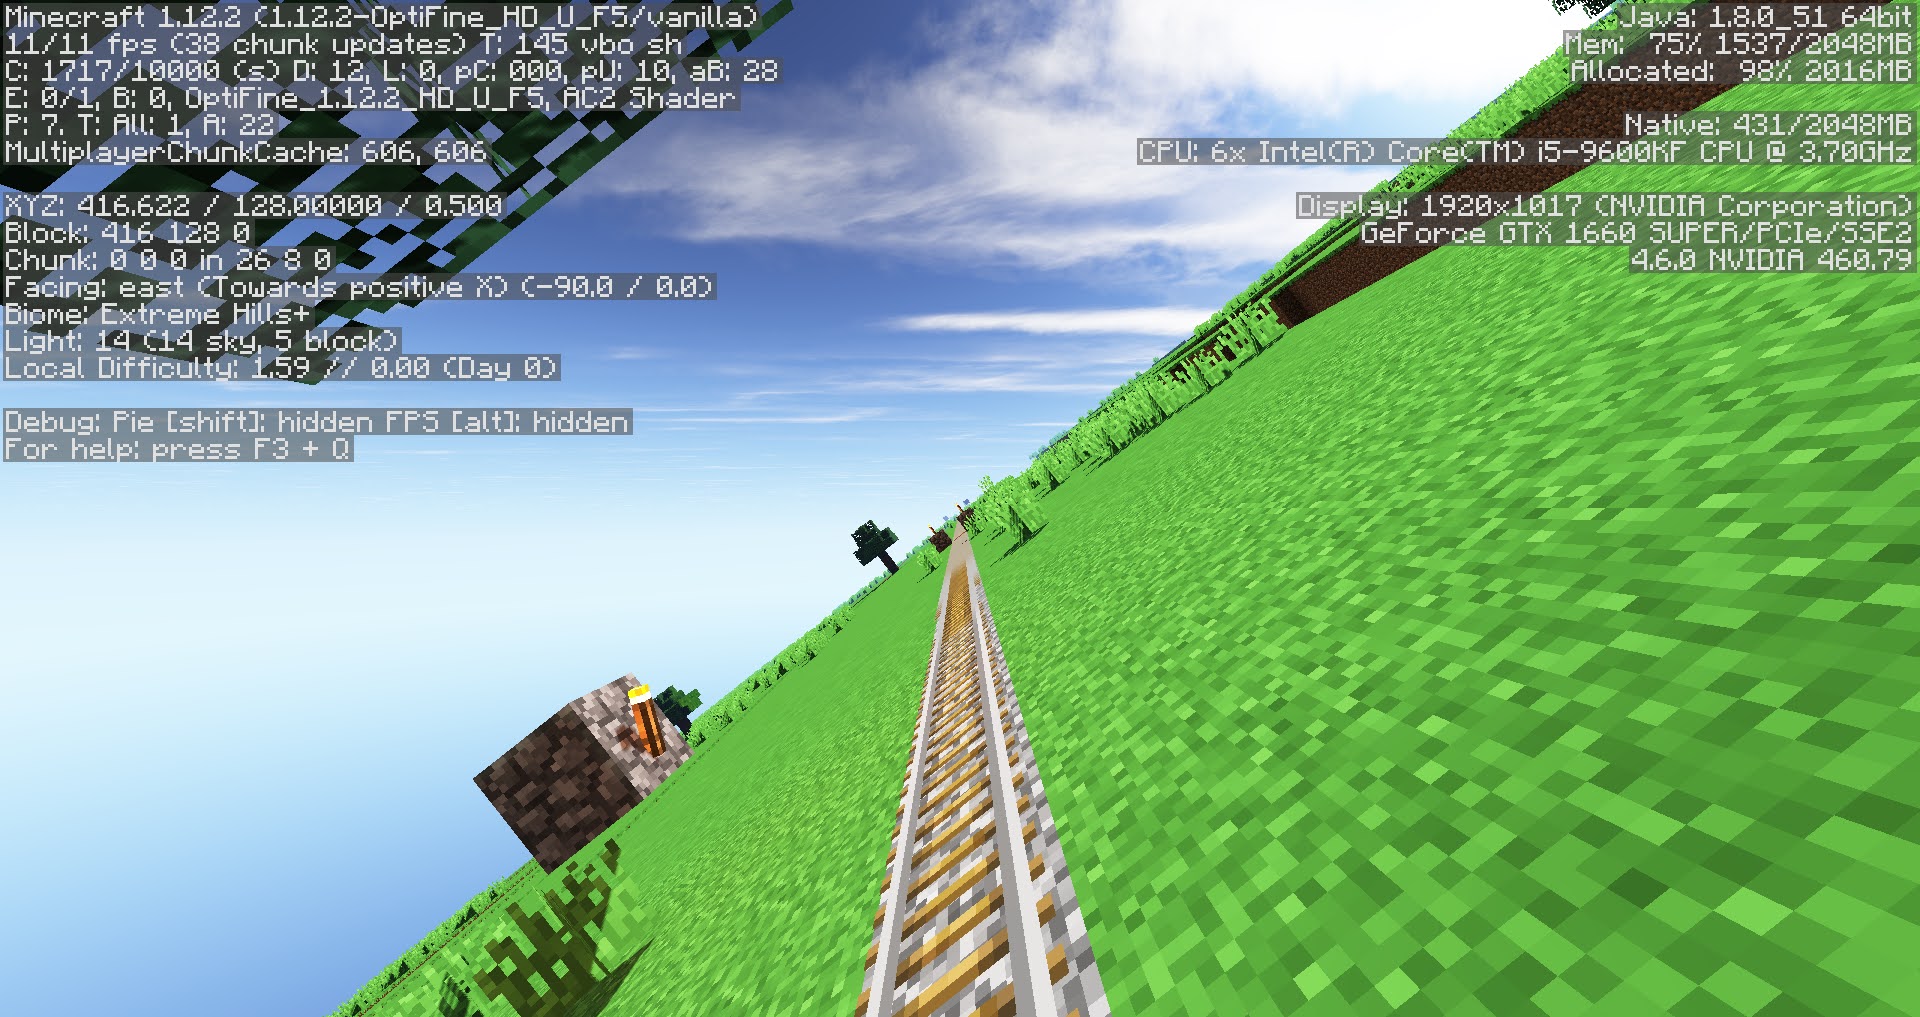 Minecraft 1.12.2 (1.12.2-OptiFine_HD_U_F5/vanilla)
11/11 fps (38 chunk updates) T: 145 vbo sh
C: 1717/10000 (s) D: 12, L: 0, pC: 000, pU: 10, aB: 28
E: 0/1, B: 0, OptiFine_1.12.2_HD_U_F5, AC2 Shader
P: 7. T: All: 1, A: 22
MultiplayerChunkCache: 606, 606
XYZ: 416.622 / 128.00000 / 0.500
Block: 416 128 0
Chunk: 0 0 0 in 26 8 0
Facing: east (Towards positive X) (-90.0 / 0.0)
Biome: Extreme Hills+
Light: 14 (14 sky, 5 block)
Local Difficulty: 1.59 // 0.00 (Day 0)
Debug: Pie [shift]: hidden FPS [alt]: hidden
For help: press F3 + Q
Java: 1.8.0_51 64bit
Mem: 75% 1537/2048MB
Allocated: 98% 2016MB
Native: 431/2048MB
CPU: 6x Intel(R) Core(TM) i5-9600KF CPU @ 3.70GHz
Display: 1920x1017 (NVIDIA Corporation)
GeForce GTX 1660 SUPER/PCIe/SSE2
4.6.0 NVIDIA 460.79